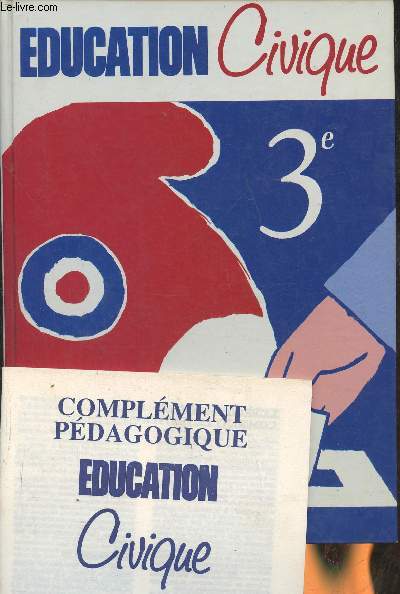 Le-livre.com
EDUCATION Civique
3e
COMPLÉMENT
PÉDAGOGIQUE
EDUCATION
Civique